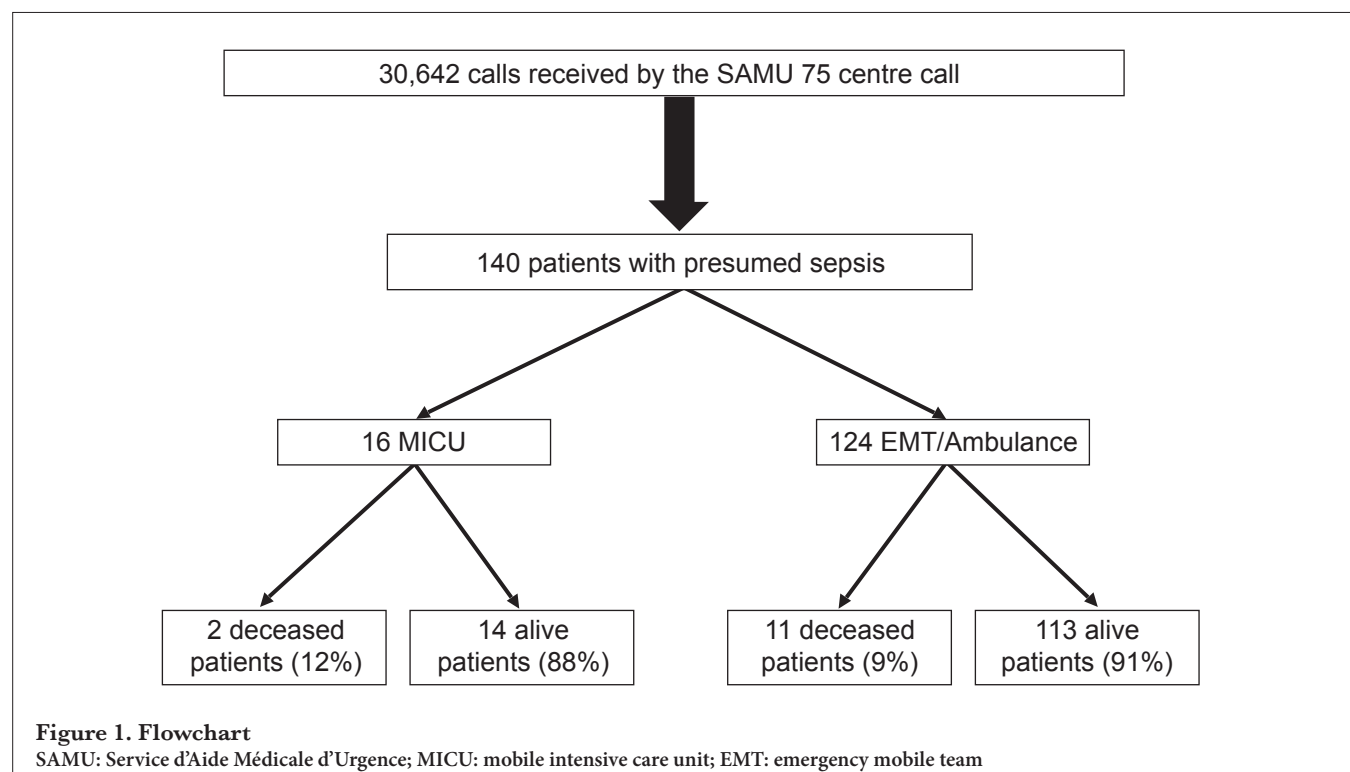 30,642 calls received by the SAMU 75 centre call
140 patients with presumed sepsis
16 MICU
124 EMT/Ambulance
2 deceased
patients (12%)
14 alive
patients (88%)
11 deceased
patients (9%)
113 alive
patients (91%)
Figure 1. Flowchart
SAMU: Service d’Aide Médicale d’Urgence; MICU: mobile intensive care unit; EMT: emergency mobile team